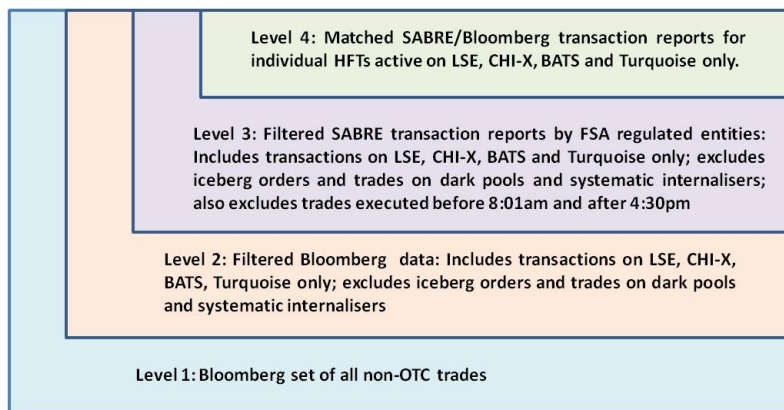 Level 4: Matched SABRE/Bloomberg transaction reports for
individual HFTs active on LSE, CHI-X, BATS and Turquoise only.
Level 3: Filtered SABRE transaction reports by FSA regulated entities:
Includes transactions on LSE, CHI-X, BATS and Turquoise only; excludes
iceberg orders and trades on dark pools and systematic internalisers;
also excludes trades executed before 8:01am and after 4:30pm
Level 2: Filtered Bloomberg data: Includes transactions on LSE, CHI-X,
BATS, Turquoise only; excludes iceberg orders and trades on dark pools
and systematic internalisers
Level 1: Bloomberg set of all non-OTC trades